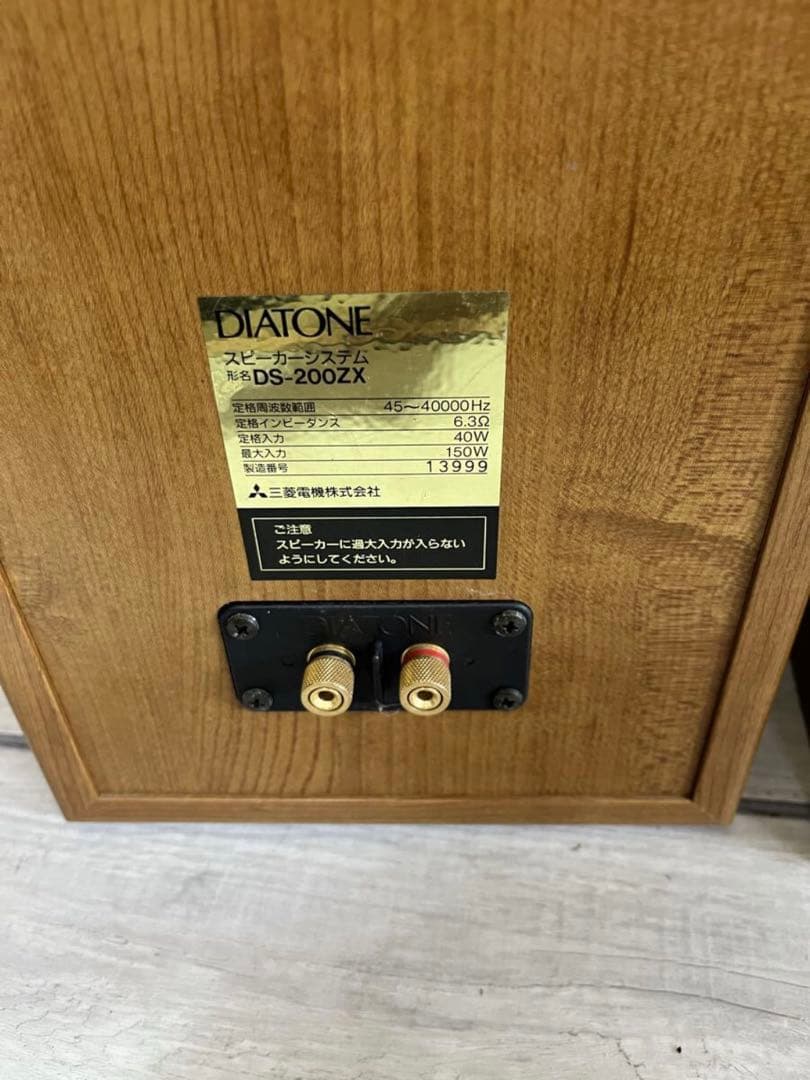 DIATONE
スピーカーシステム
形名 DS-200ZX
定格周波数範囲 45〜40000Hz
定格インピーダンス 6.3Ω
定格入力 40W
最大入力 150W
製造番号 13999
三菱電機株式会社
ご注意
スピーカーに過大入力が入らない
ようにしてください。
DIATONE